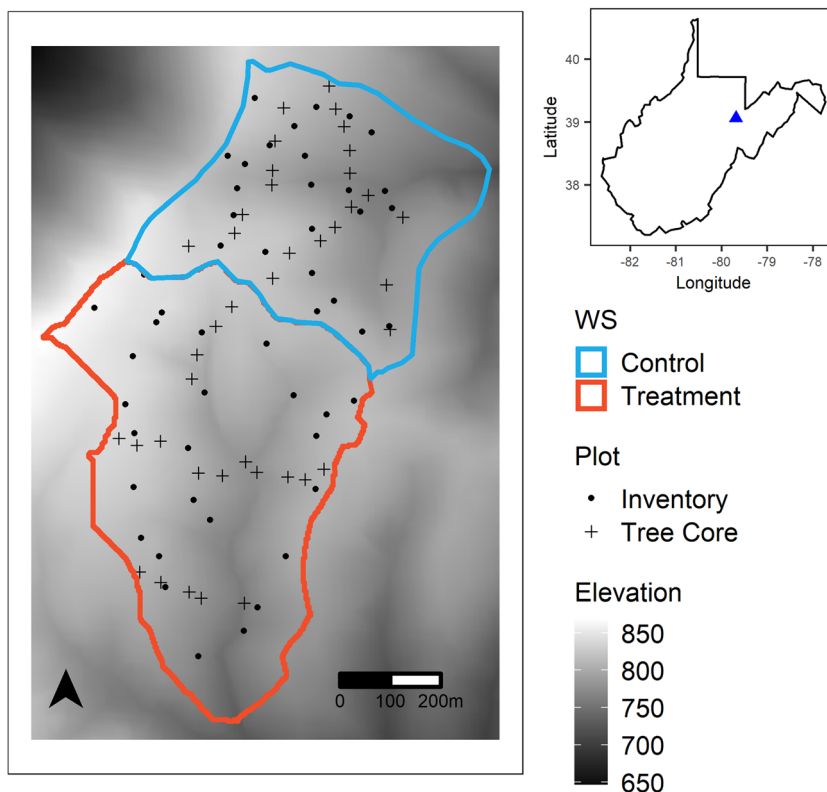 0 100 200m
40
39
38
Latitude
-82 -81 -80 -79 -78
Longitude
WS
Control
Treatment
Plot
Inventory
Tree Core
Elevation
850
800
750
700
650